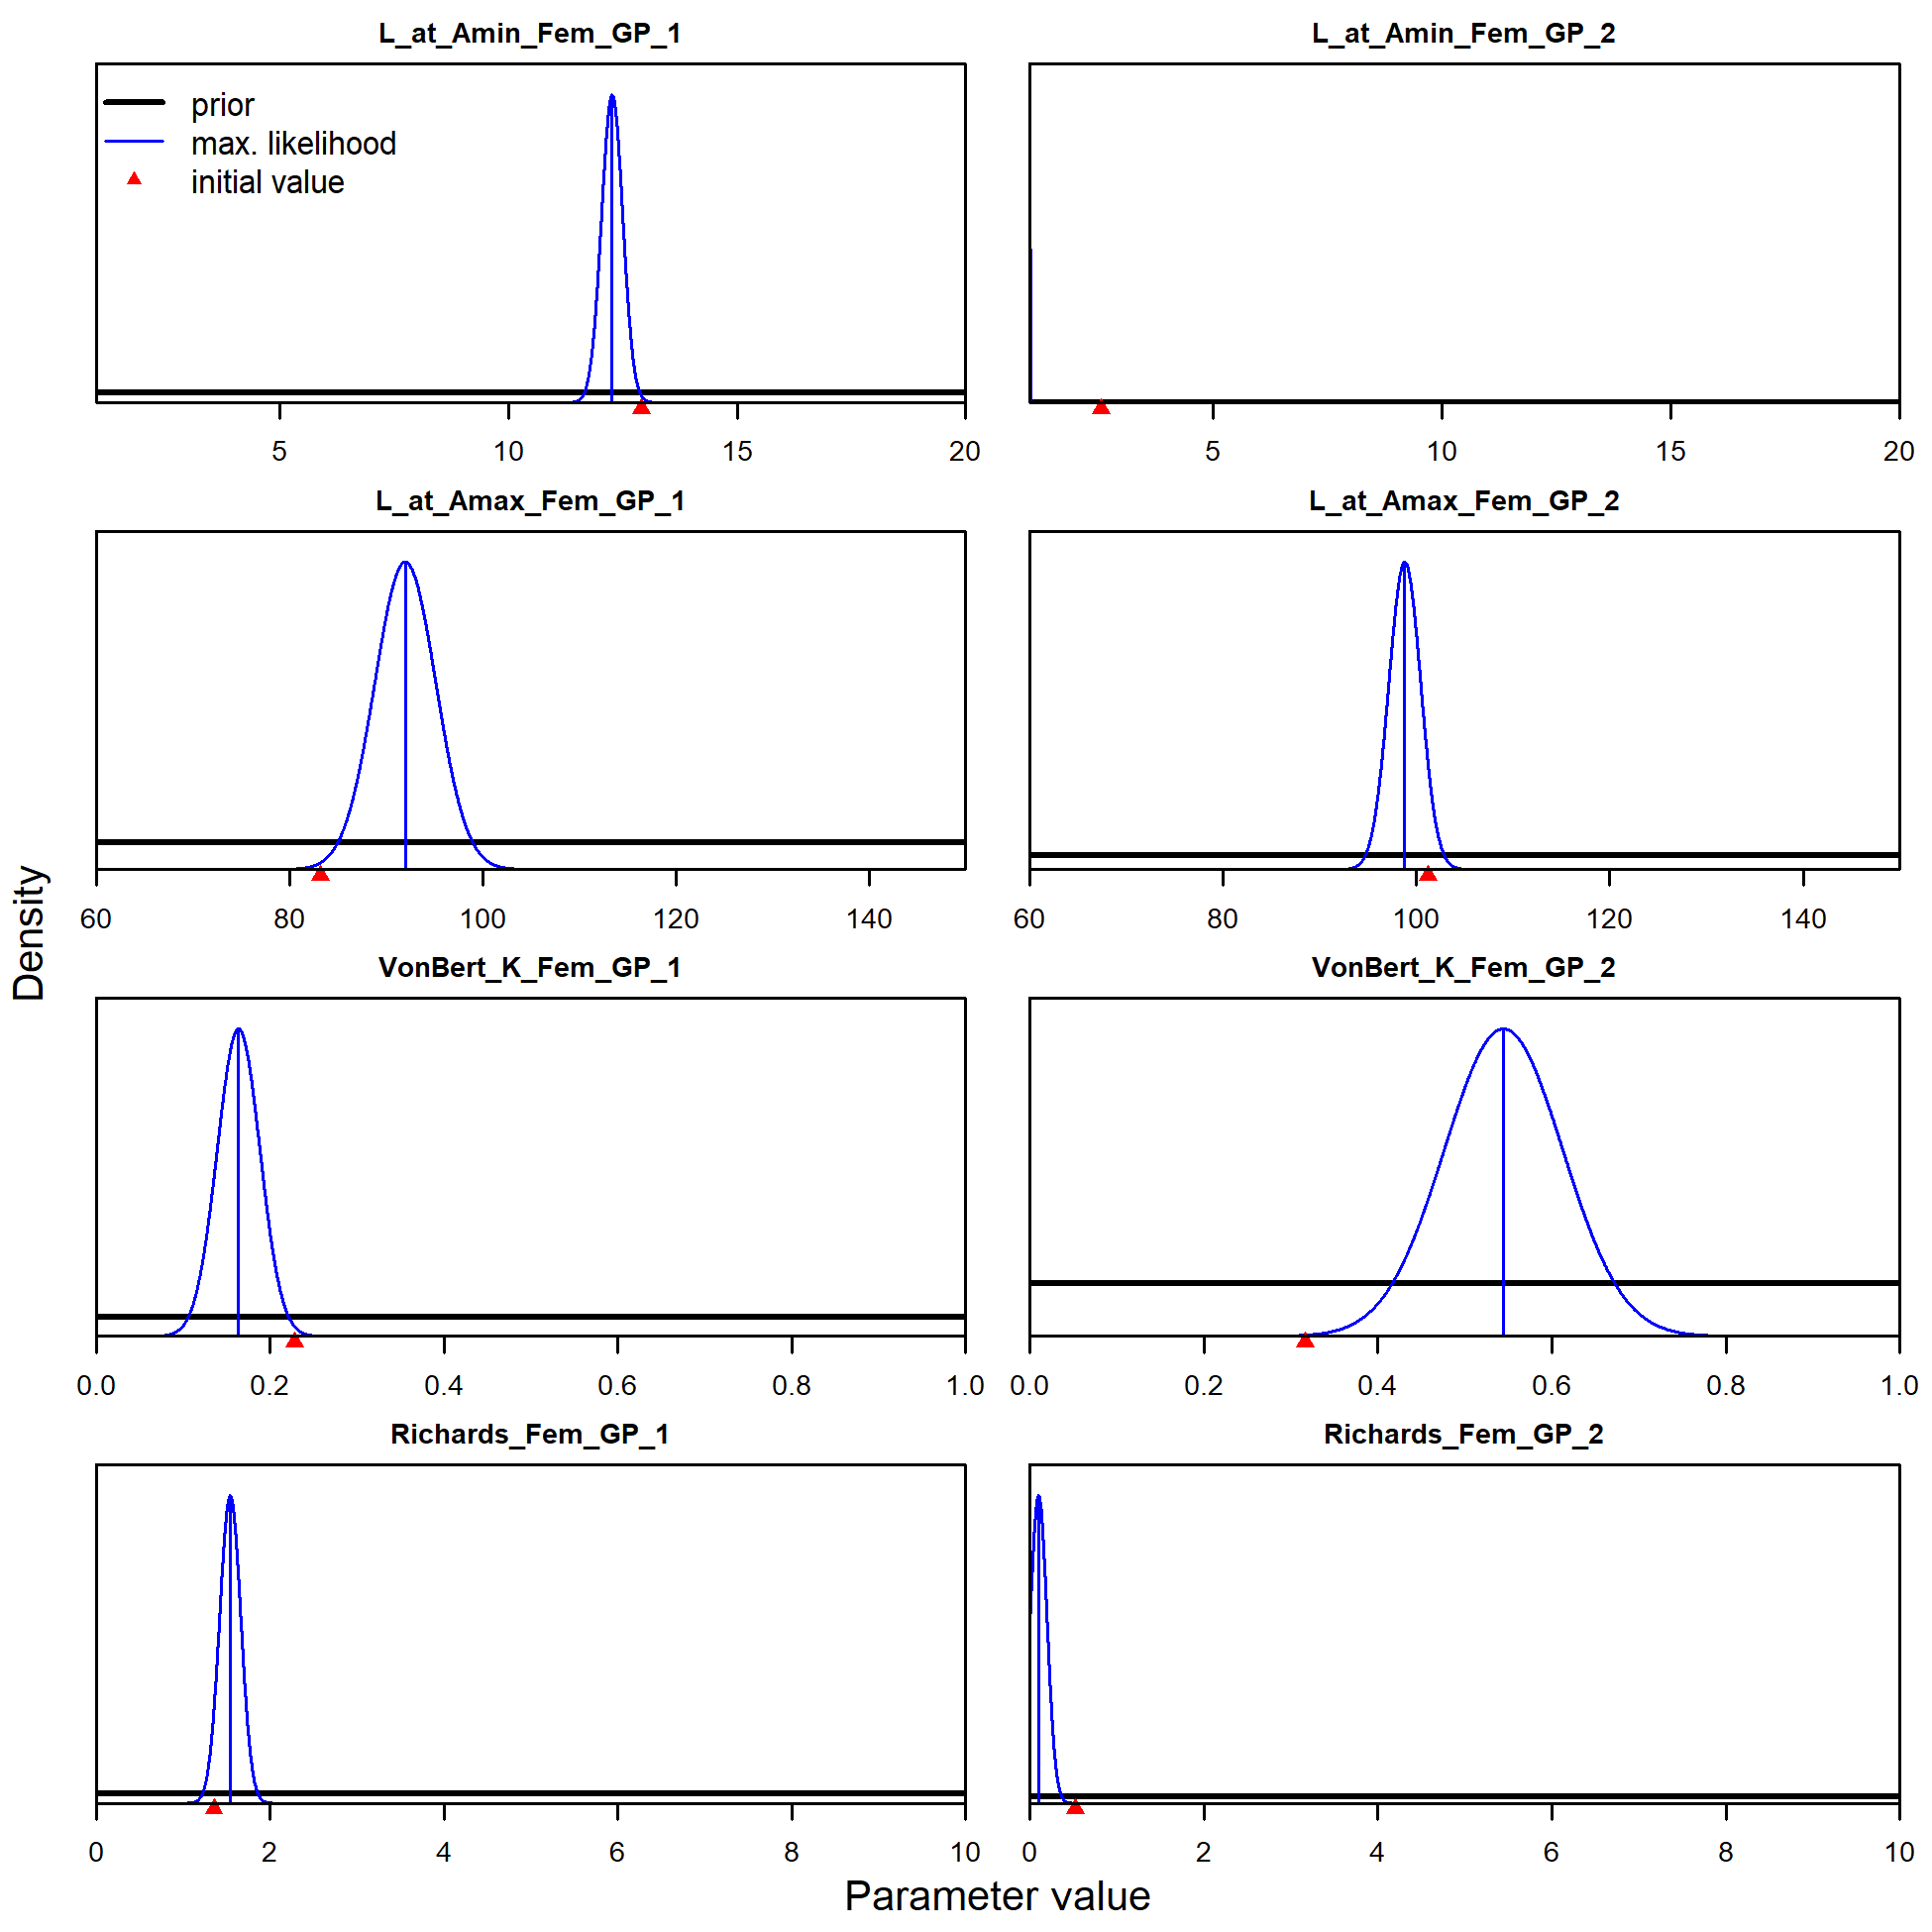 L_at_Amin_Fem_GP_1
prior
max. likelihood
initial value
5 10 15 20
L_at_Amin_Fem_GP_2
5 10 15 20
L_at_Amax_Fem_GP_1
60 80 100 120 140
L_at_Amax_Fem_GP_2
60 80 100 120 140
VonBert_K_Fem_GP_1
0.0 0.2 0.4 0.6 0.8 1.0
VonBert_K_Fem_GP_2
0.0 0.2 0.4 0.6 0.8 1.0
Richards_Fem_GP_1
0 2 4 6 8 10
Richards_Fem_GP_2
0 2 4 6 8 10
Density
Parameter value